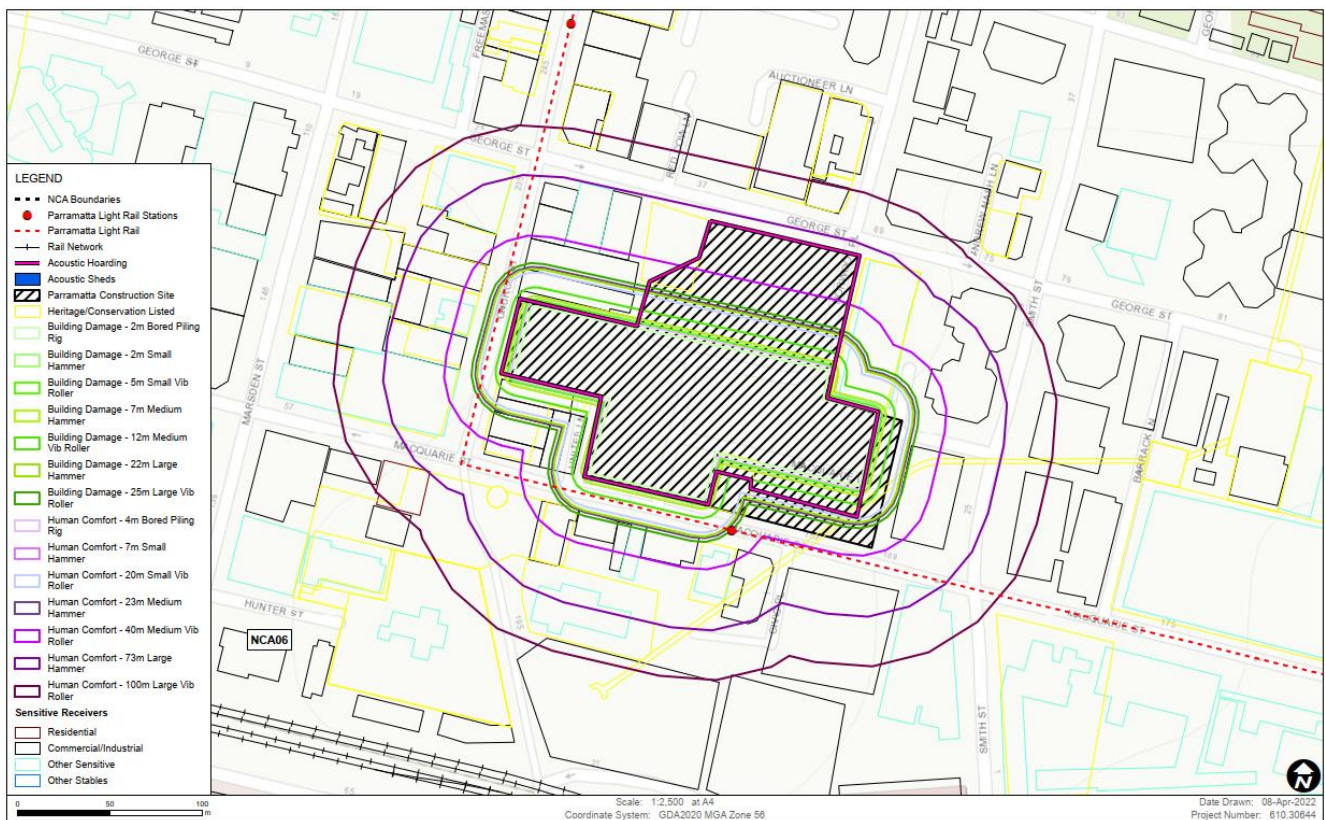 GEORGE ST
FREEMAS
AUCTIONEER LN
GEORGE ST
37
GEORGE ST
ANDREW NASH LN
SMITH ST
GEORGE ST
MARSDEN ST
MACQUARIE ST
BARRACK LN
HUNTER ST
NCA06
MACQUARIE ST
SMITH ST
LEGEND
NCA Boundaries
Parramatta Light Rail Stations
Parramatta Light Rail
Rail Network
Acoustic Hoarding
Acoustic Sheds
Parramatta Construction Site
Heritage/Conservation Listed
Building Damage - 2m Bored Piling
Rig
Building Damage - 2m Small
Hammer
Building Damage - 5m Small Vib
Roller
Building Damage - 7m Medium
Hammer
Building Damage - 12m Medium
Vib Roller
Building Damage - 22m Large
Hammer
Building Damage - 25m Large Vib
Roller
Human Comfort - 4m Bored Piling
Rig
Human Comfort - 7m Small
Hammer
Human Comfort - 20m Small Vib
Roller
Human Comfort - 23m Medium
Hammer
Human Comfort - 40m Medium Vib
Roller
Human Comfort - 73m Large
Hammer
Human Comfort - 100m Large Vib
Roller
Sensitive Receivers
Residential
Commercial/Industrial
Other Sensitive
Other Stables
N
0 50 100
m
Scale: 1:2,500 at A4
Coordinate System: GDA2020 MGA Zone 56
Date Drawn: 08-Apr-2022
Project Number: 610.30644